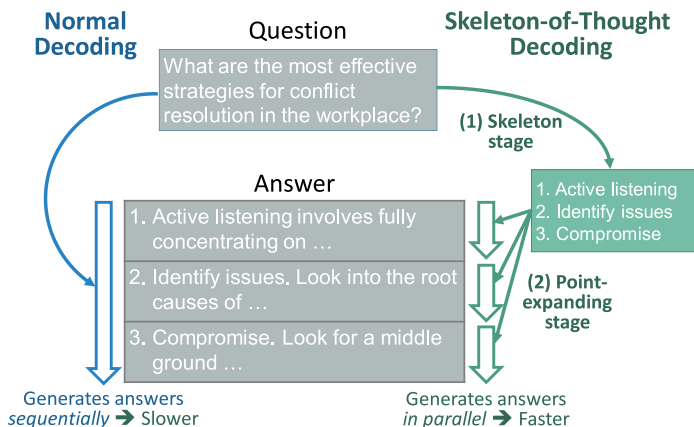 Normal
Decoding
Question
Skeleton-of-Thought
Decoding
What are the most effective
strategies for conflict
resolution in the workplace?
(1) Skeleton
stage
Answer
1. Active listening
2. Identify issues
3. Compromise
1. Active listening involves fully
concentrating on …
2. Identify issues. Look into the root
causes of …
3. Compromise. Look for a middle
ground …
(2) Point-
expanding
stage
Generates answers
sequentially ➔ Slower
Generates answers
in parallel ➔ Faster